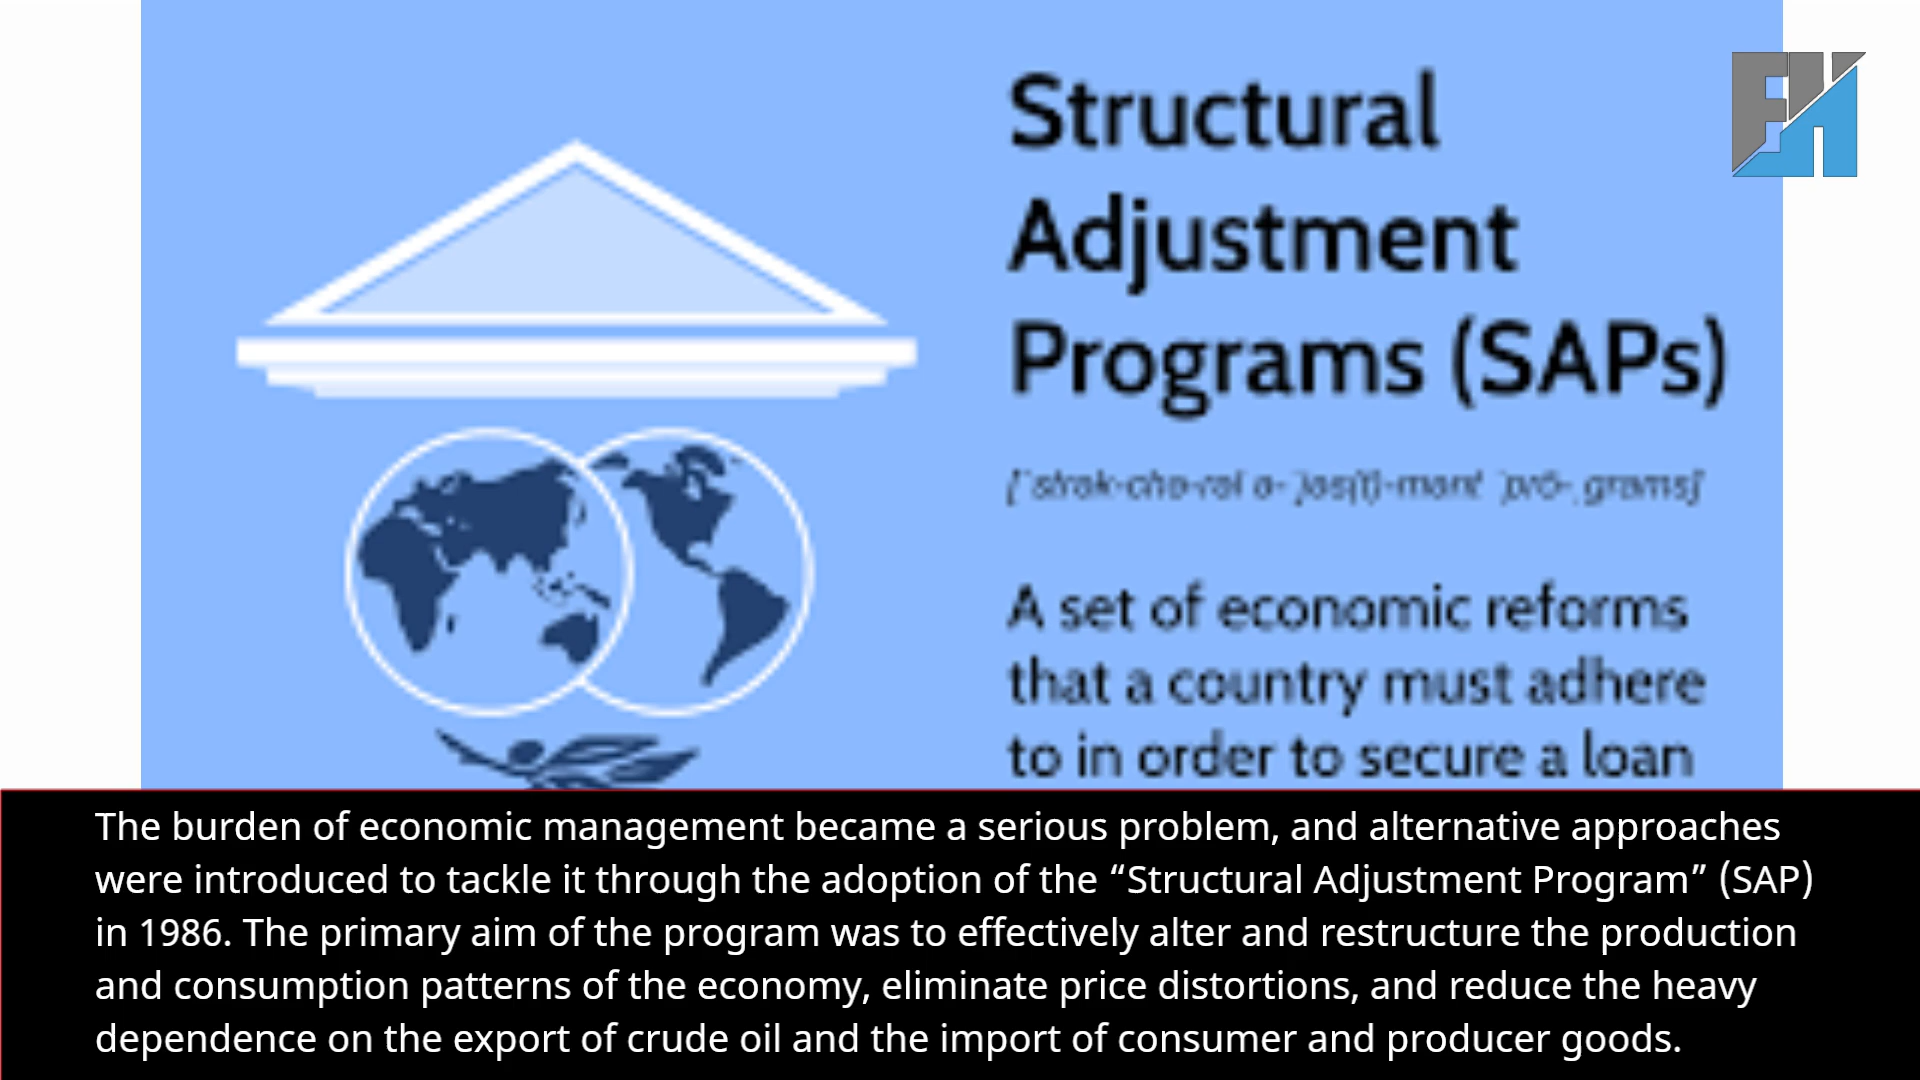 Structural
Adjustment
Programs (SAPs)
A set of economic reforms
that a country must adhere
to in order to secure a loan
The burden of economic management became a serious problem, and alternative approaches
were introduced to tackle it through the adoption of the “Structural Adjustment Program” (SAP)
in 1986. The primary aim of the program was to effectively alter and restructure the production
and consumption patterns of the economy, eliminate price distortions, and reduce the heavy
dependence on the export of crude oil and the import of consumer and producer goods.